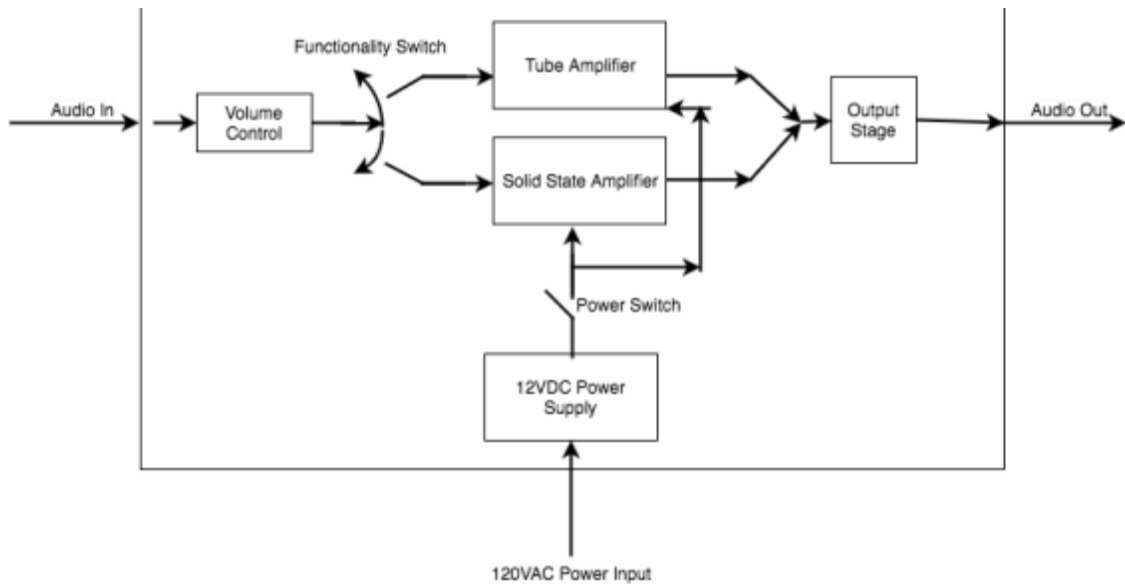 Functionality Switch
Tube Amplifier
Audio In
Volume
Control
Output
Stage
Audio Out
Solid State Amplifier
Power Switch
12VDC Power
Supply
120VAC Power Input